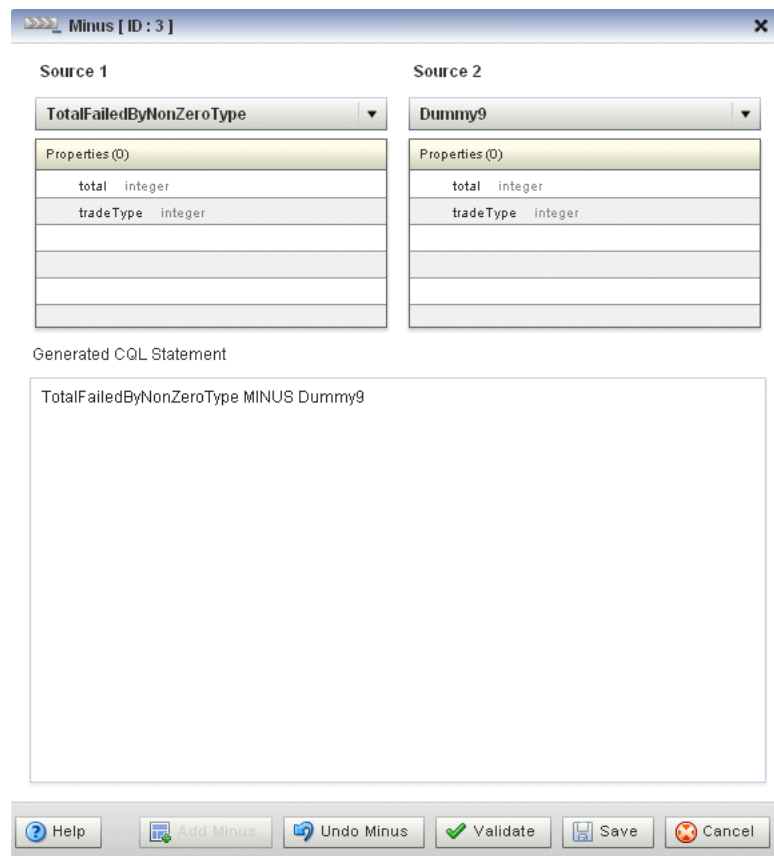 Minus [ ID : 3 ]
Source 1
Source 2
TotalFailedByNonZeroType
Dummy9
Properties (0)
Properties (0)
total integer
total integer
tradeType integer
tradeType integer
Generated CQL Statement
TotalFailedByNonZeroType MINUS Dummy9
Help
Add Minus
Undo Minus
Validate
Save
Cancel